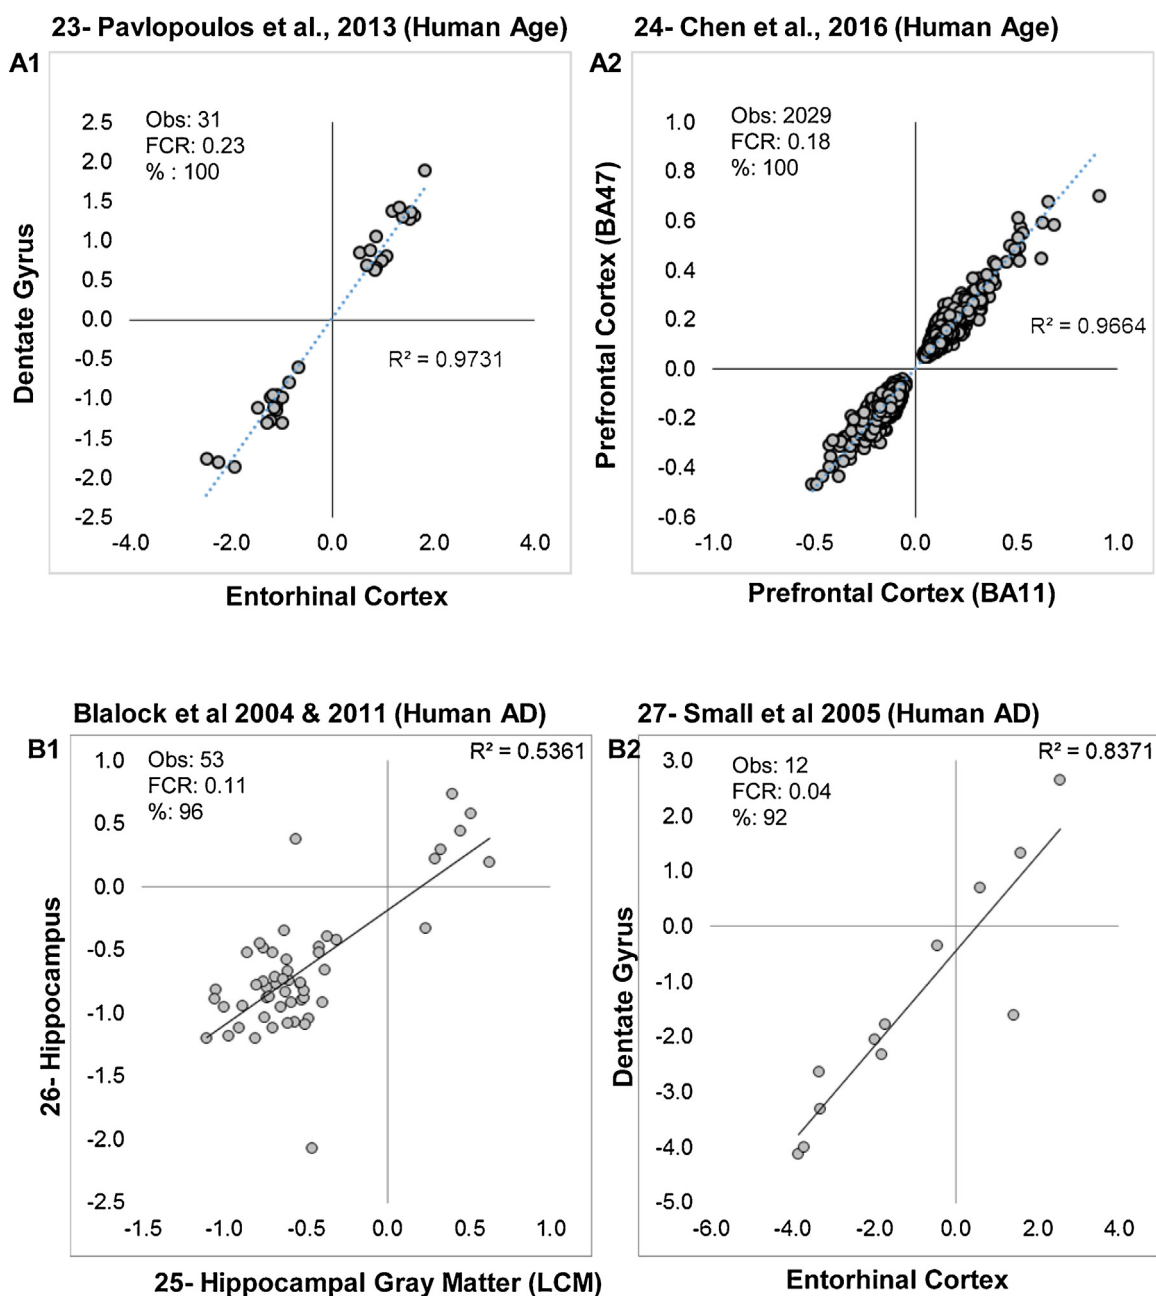 23- Pavlopoulos et al., 2013 (Human Age)
A1
Obs: 31
FCR: 0.23
% : 100
2.5
2.0
1.5
1.0
0.5
0.0
-0.5
-1.0
-1.5
-2.0
-2.5
R² = 0.9731
Dentate Gyrus
-4.0 -2.0 0.0 2.0 4.0
Entorhinal Cortex
24- Chen et al., 2016 (Human Age)
A2
Obs: 2029
FCR: 0.18
%: 100
1.0
0.8
0.6
0.4
0.2
0.0
-0.2
-0.4
-0.6
R² = 0.9664
Prefrontal Cortex (BA47)
-1.0 -0.5 0.0 0.5 1.0
Prefrontal Cortex (BA11)
Blalock et al 2004 & 2011 (Human AD)
B1
Obs: 53
FCR: 0.11
%: 96
R² = 0.5361
1.0
0.5
0.0
-0.5
-1.0
-1.5
-2.0
-2.5
26- Hippocampus
-1.5 -1.0 -0.5 0.0 0.5 1.0
25- Hippocampal Gray Matter (LCM)
27- Small et al 2005 (Human AD)
B2
Obs: 12
FCR: 0.04
%: 92
R² = 0.8371
3.0
2.0
1.0
0.0
-1.0
-2.0
-3.0
-4.0
-5.0
Dentate Gyrus
-6.0 -4.0 -2.0 0.0 2.0 4.0
Entorhinal Cortex